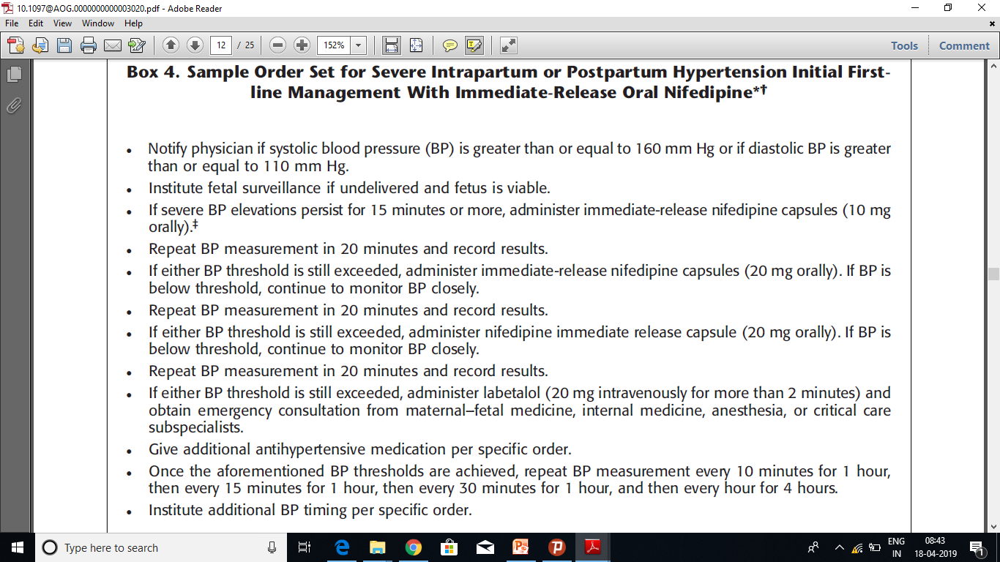 10.1097@AOG.0000000000003020.pdf - Adobe Reader
File Edit View Window Help
12 / 25 152% Tools Comment
Box 4. Sample Order Set for Severe Intrapartum or Postpartum Hypertension Initial First-
line Management With Immediate-Release Oral Nifedipine*†
• Notify physician if systolic blood pressure (BP) is greater than or equal to 160 mm Hg or if diastolic BP is greater
than or equal to 110 mm Hg.
• Institute fetal surveillance if undelivered and fetus is viable.
• If severe BP elevations persist for 15 minutes or more, administer immediate-release nifedipine capsules (10 mg
orally).‡
• Repeat BP measurement in 20 minutes and record results.
• If either BP threshold is still exceeded, administer immediate-release nifedipine capsules (20 mg orally). If BP is
below threshold, continue to monitor BP closely.
• Repeat BP measurement in 20 minutes and record results.
• If either BP threshold is still exceeded, administer nifedipine immediate release capsule (20 mg orally). If BP is
below threshold, continue to monitor BP closely.
• Repeat BP measurement in 20 minutes and record results.
• If either BP threshold is still exceeded, administer labetalol (20 mg intravenously for more than 2 minutes) and
obtain emergency consultation from maternal–fetal medicine, internal medicine, anesthesia, or critical care
subspecialists.
• Give additional antihypertensive medication per specific order.
• Once the aforementioned BP thresholds are achieved, repeat BP measurement every 10 minutes for 1 hour,
then every 15 minutes for 1 hour, then every 30 minutes for 1 hour, and then every hour for 4 hours.
• Institute additional BP timing per specific order.
Type here to search
ENG 08:43
IN 18-04-2019 1